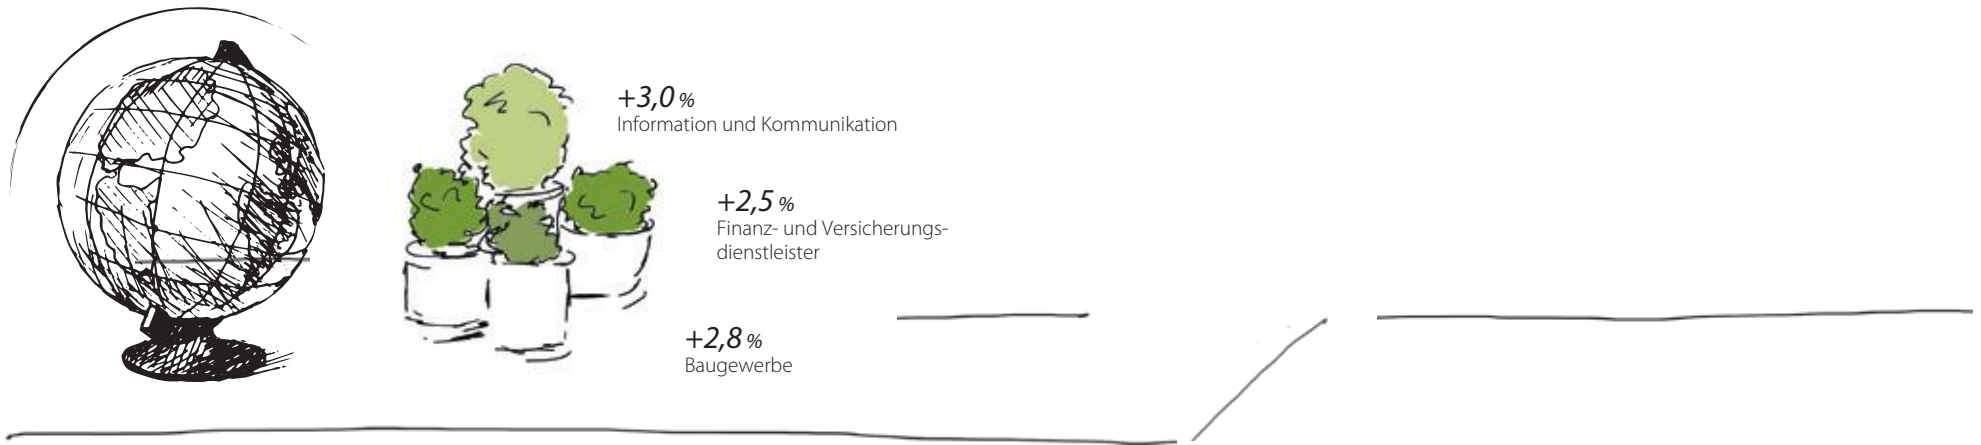 +3,0 %
Information und Kommunikation
+2,5 %
Finanz- und Versicherungs-
dienstleister
+2,8 %
Baugewerbe